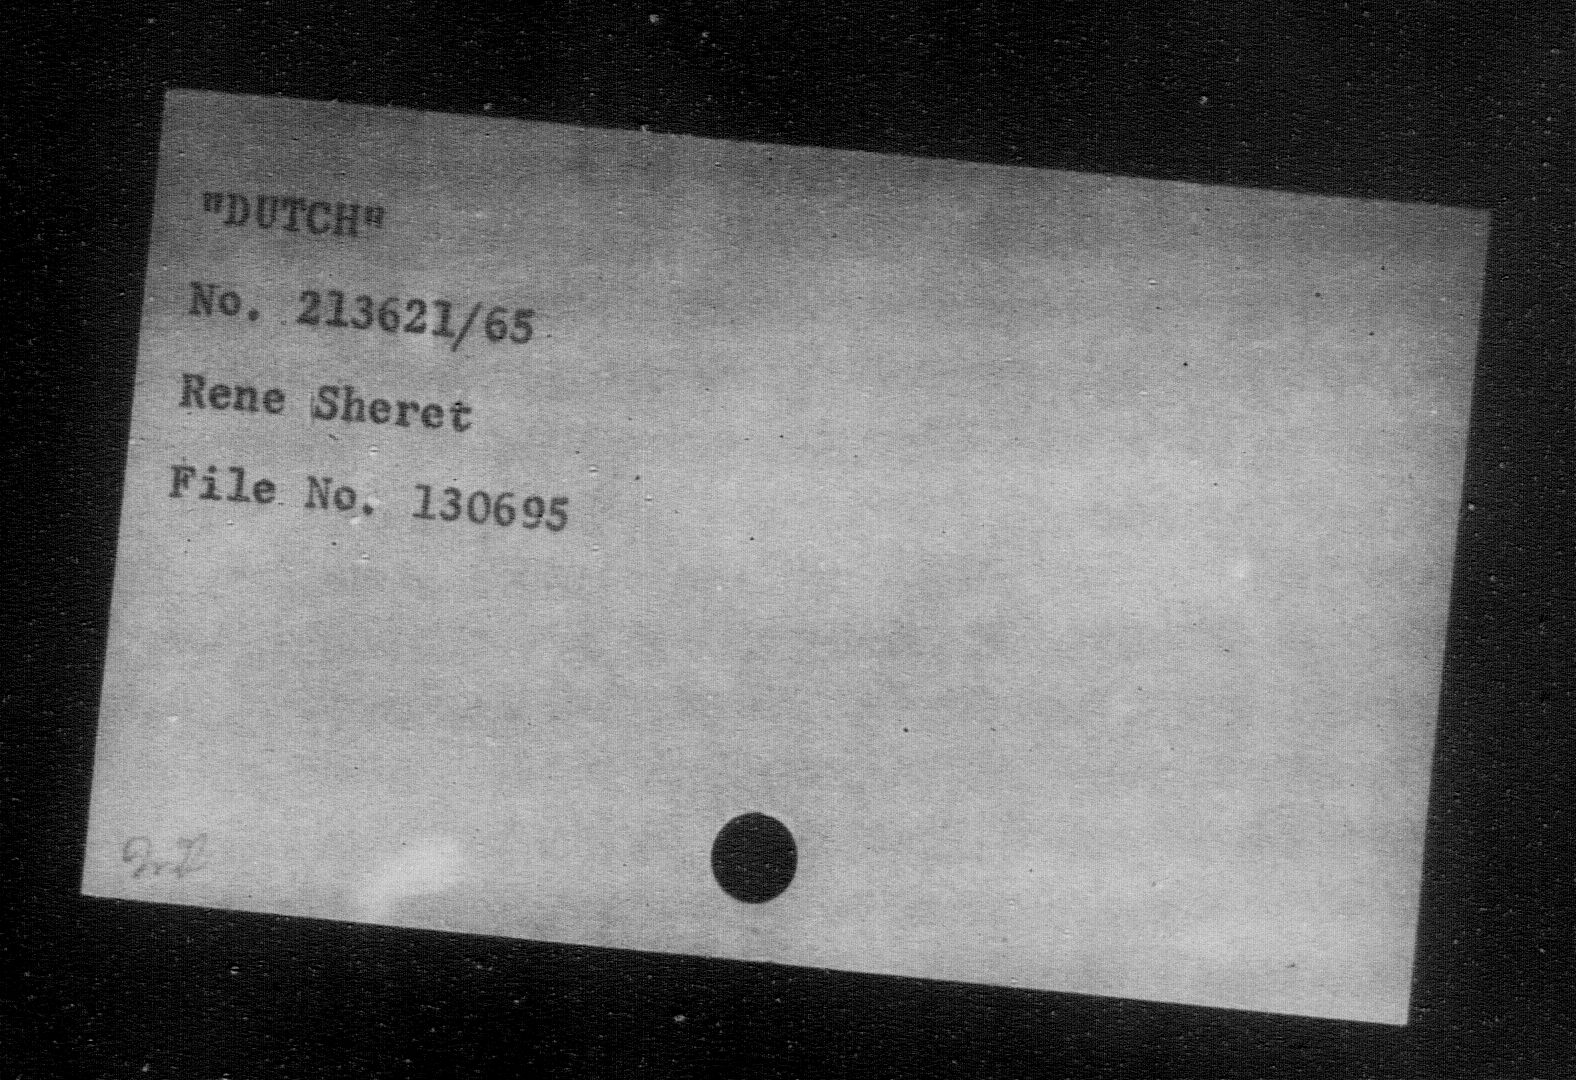 "DUTCH"
No. 213621/65
Rene Sheret
File No. 130695